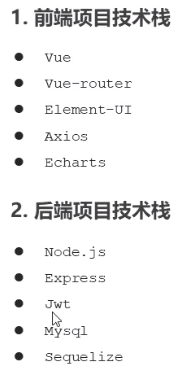 1. 前端项目技术栈
● Vue
● Vue-router
● Element-UI
● Axios
● Echarts
2. 后端项目技术栈
● Node.js
● Express
● Jwt
● Mysql
● Sequelize